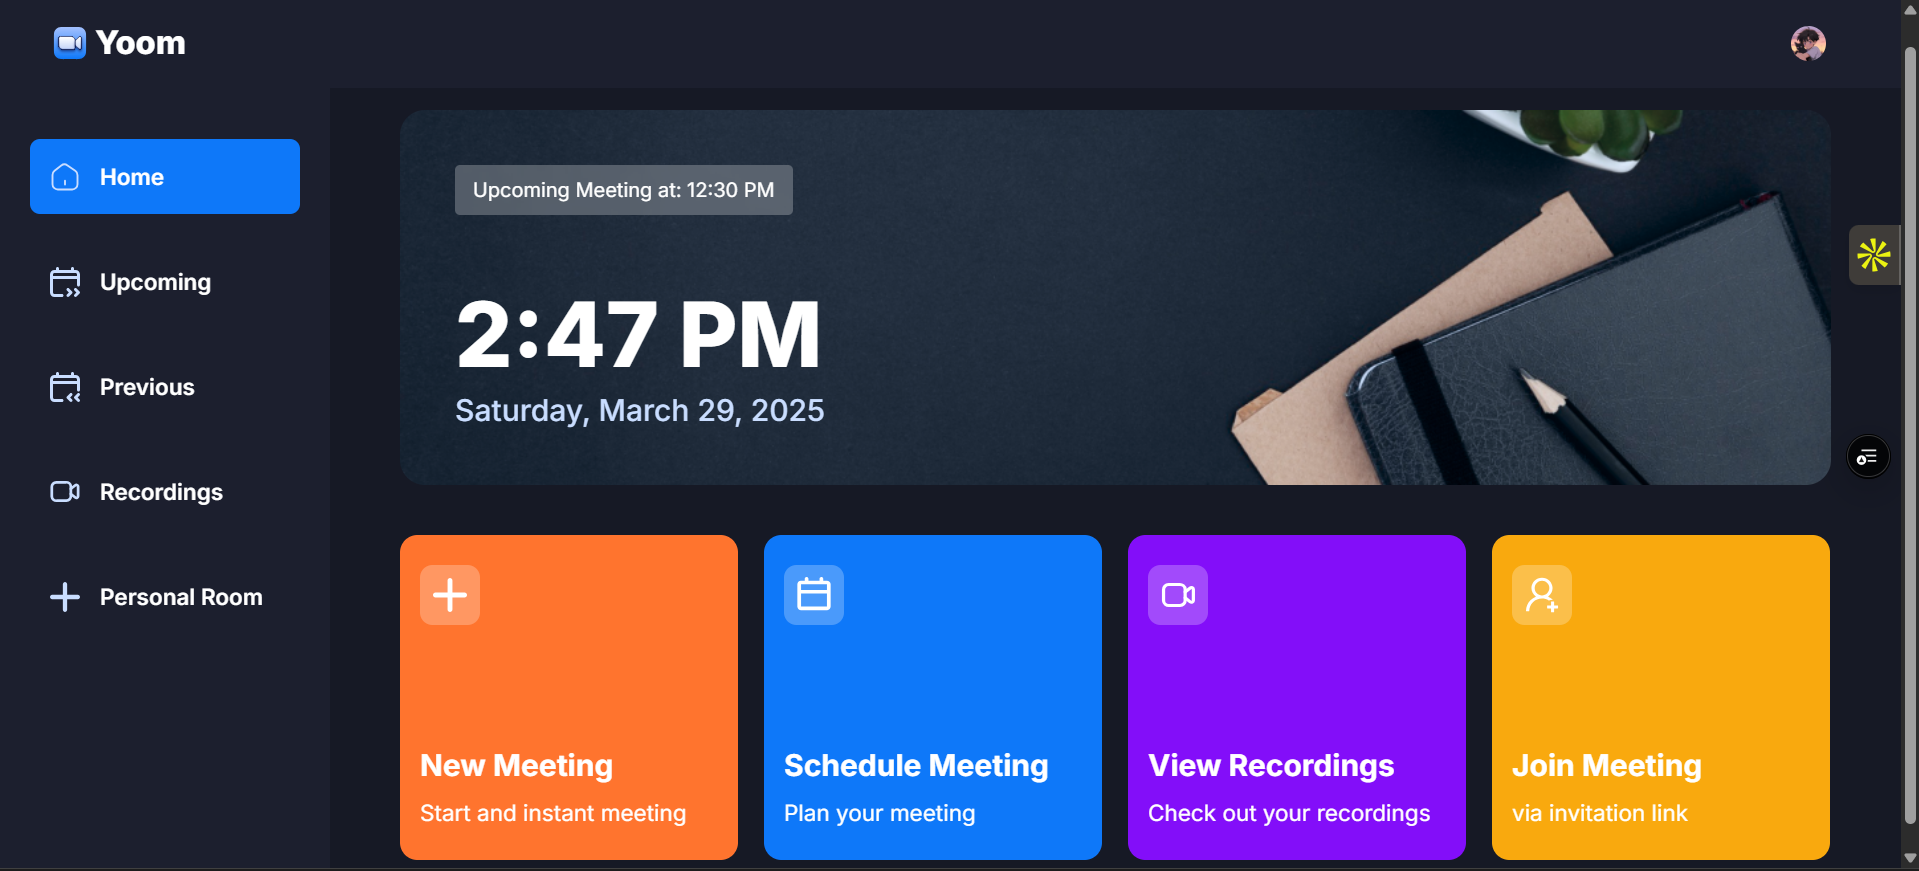 Yoom
Home
Upcoming
Previous
Recordings
Personal Room
Upcoming Meeting at: 12:30 PM
2:47 PM
Saturday, March 29, 2025
New Meeting
Start and instant meeting
Schedule Meeting
Plan your meeting
View Recordings
Check out your recordings
Join Meeting
via invitation link